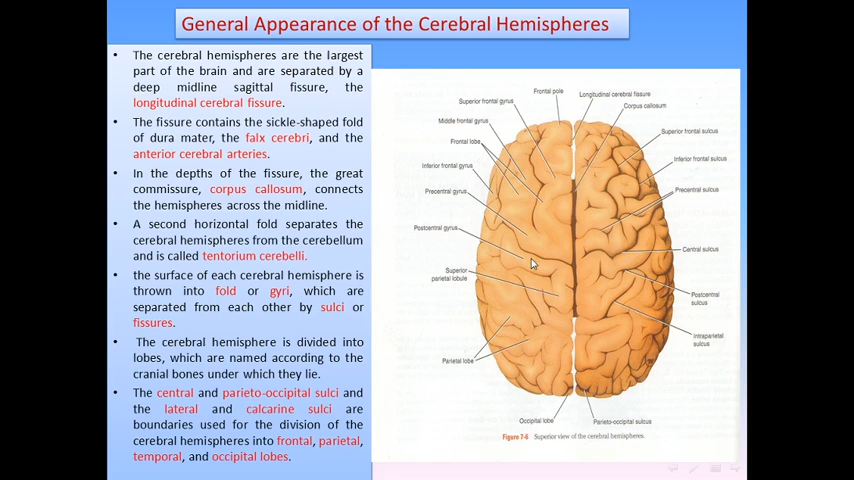 General Appearance of the Cerebral Hemispheres
• The cerebral hemispheres are the largest
part of the brain and are separated by a
deep midline sagittal fissure, the
longitudinal cerebral fissure.
• The fissure contains the sickle-shaped fold
of dura mater, the falx cerebri, and the
anterior cerebral arteries.
• In the depths of the fissure, the great
commissure, corpus callosum, connects
the hemispheres across the midline.
• A second horizontal fold separates the
cerebral hemispheres from the cerebellum
and is called tentorium cerebelli.
• the surface of each cerebral hemisphere is
thrown into fold or gyri, which are
separated from each other by sulci or
fissures.
• The cerebral hemisphere is divided into
lobes, which are named according to the
cranial bones under which they lie.
• The central and parieto-occipital sulci and
the lateral and calcarine sulci are
boundaries used for the division of the
cerebral hemispheres into frontal, parietal,
temporal, and occipital lobes.
Frontal pole
Longitudinal cerebral fissure
Superior frontal gyrus
Corpus callosum
Middle frontal gyrus
Superior frontal sulcus
Frontal lobe
Inferior frontal sulcus
Inferior frontal gyrus
Precentral gyrus
Precentral sulcus
Postcentral gyrus
Central sulcus
Superior
parietal lobule
Postcentral
sulcus
Intraparietal
sulcus
Parietal lobe
Occipital lobe
Parieto-occipital sulcus
Figure 7-6 Superior view of the cerebral hemispheres.